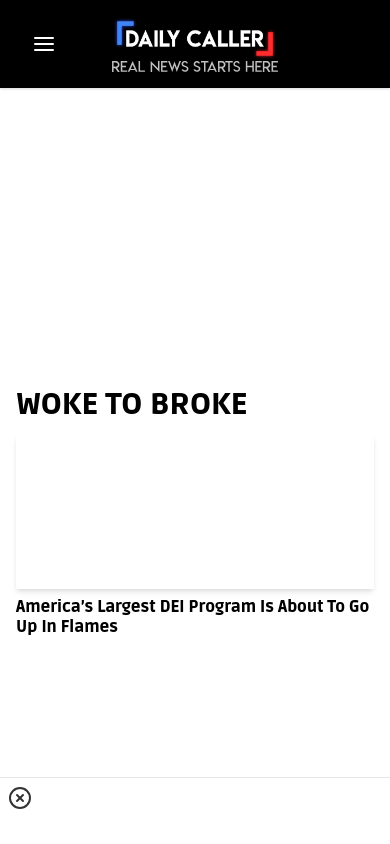 DAILY CALLER
REAL NEWS STARTS HERE
WOKE TO BROKE
America’s Largest DEI Program Is About To Go
Up In Flames